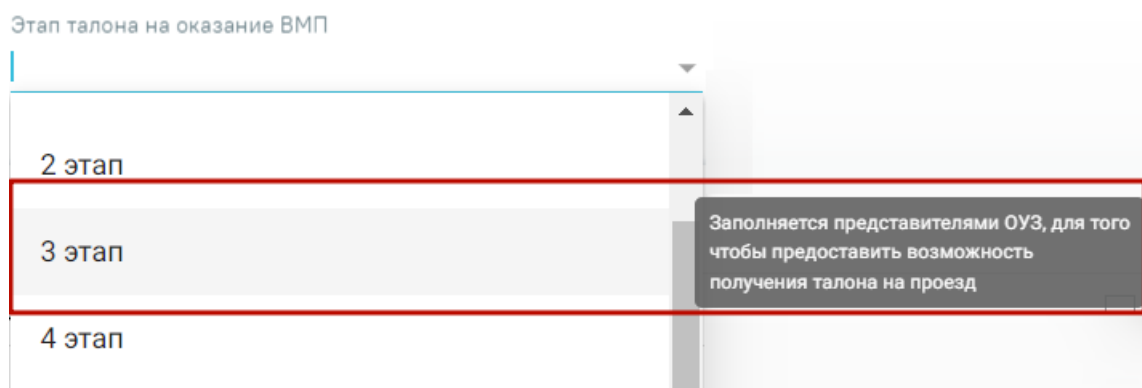 Этап талона на оказание ВМП
2 этап
3 этап
Заполняется представителями ОУЗ, для того
чтобы предоставить возможность
получения талона на проезд
4 этап